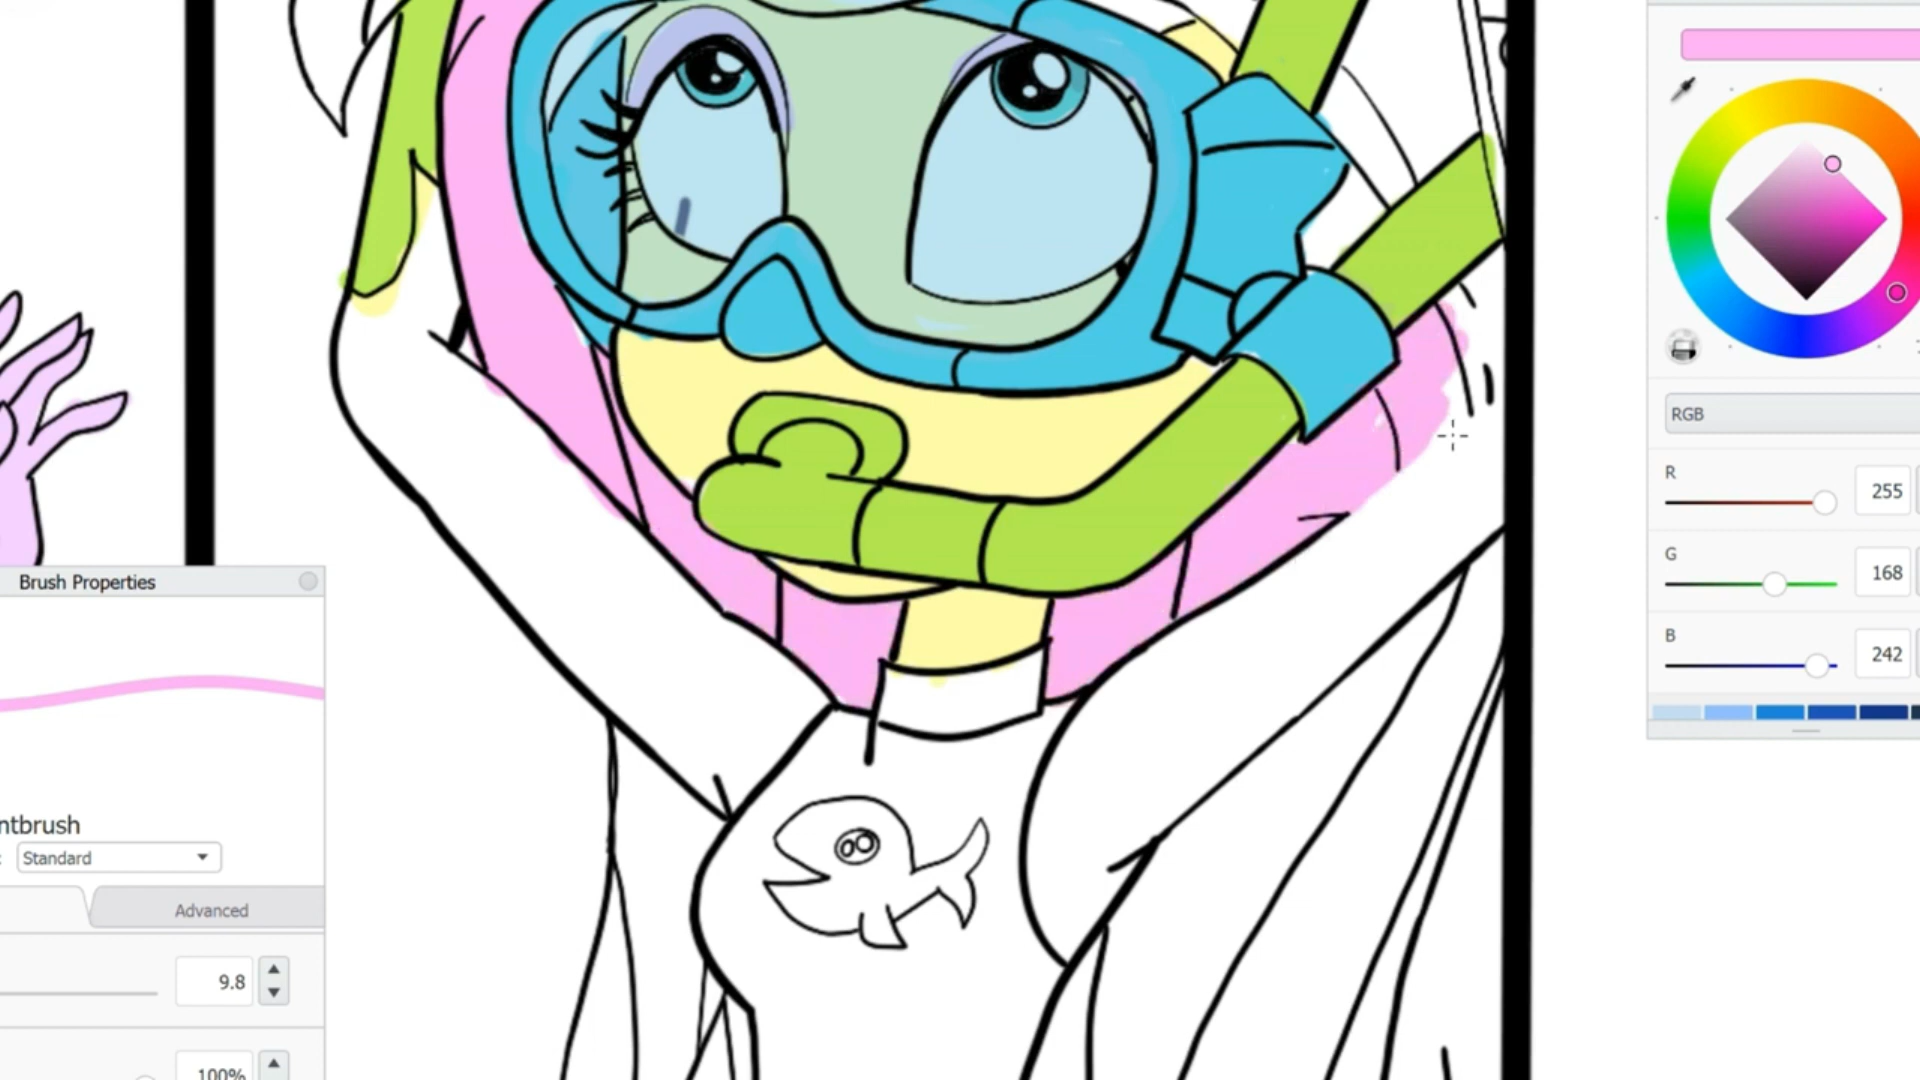 Brush Properties
ntbrush
Standard
Advanced
9.8
100%
RGB
R
255
G
168
B
242